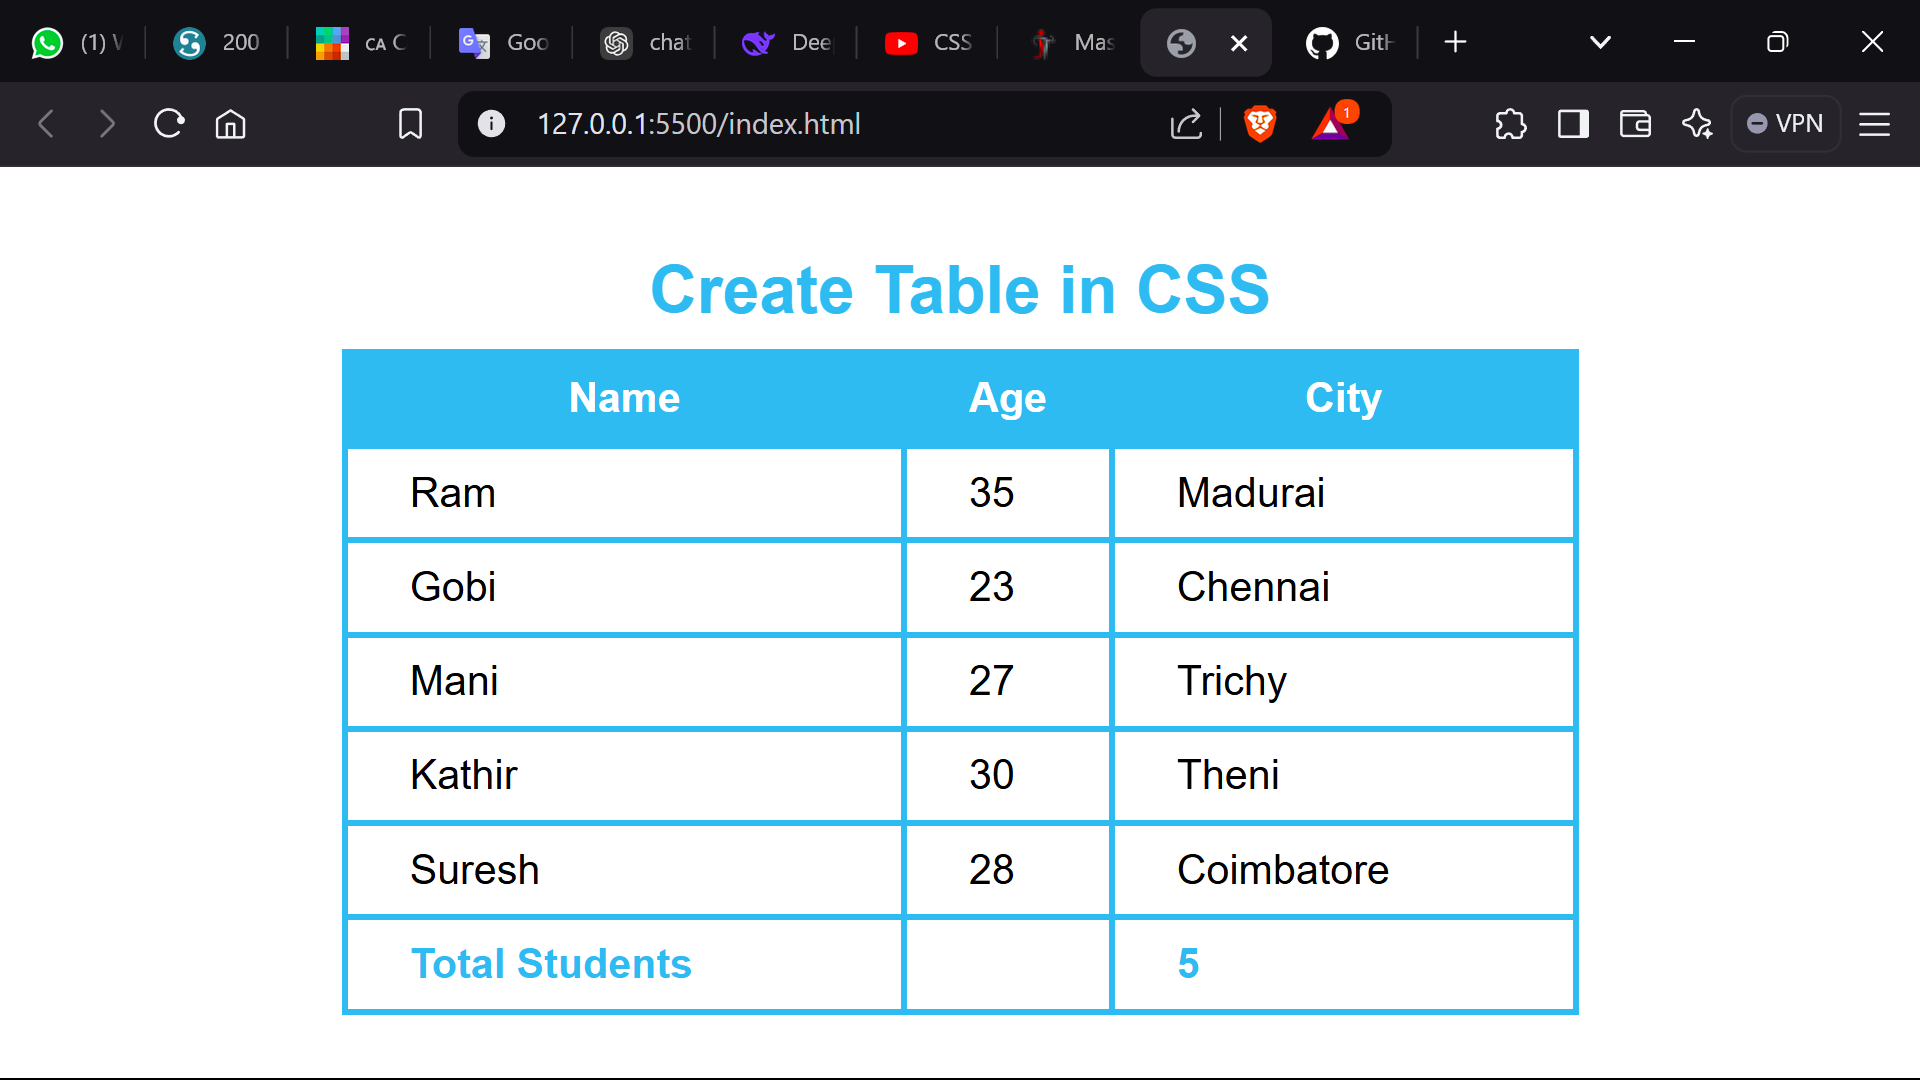 (1) 200 CA Goo chat Dee CSS Mas Git
127.0.0.1:5500/index.html 1 VPN
Create Table in CSS
Name Age City
Ram 35 Madurai
Gobi 23 Chennai
Mani 27 Trichy
Kathir 30 Theni
Suresh 28 Coimbatore
Total Students 5